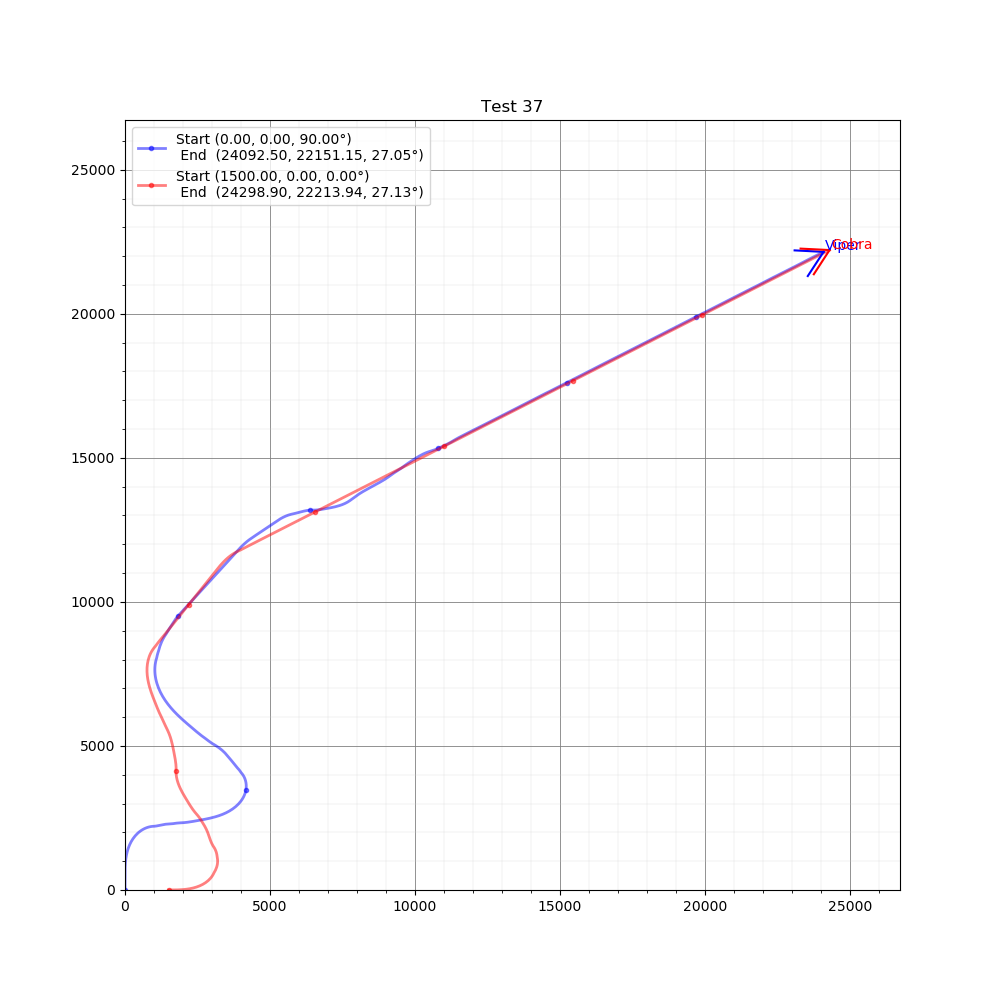 Test 37
Start (0.00, 0.00, 90.00°)
End (24092.50, 22151.15, 27.05°)
Start (1500.00, 0.00, 0.00°)
End (24298.90, 22213.94, 27.13°)
25000
Viper
Cobra
20000
15000
10000
5000
0
0 5000 10000 15000 20000 25000